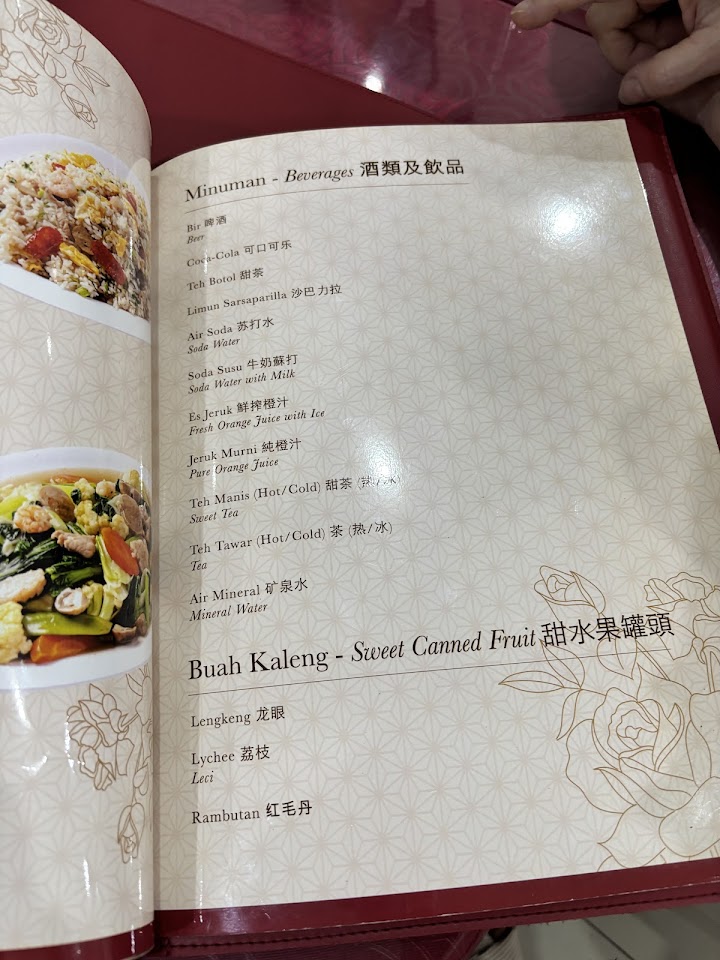 Minuman - Beverages 酒類及飲品
Bir 啤酒
Beer
Coca-Cola 可口可乐
Teh Botol 甜茶
Limun Sarsaparilla 沙巴力拉
Air Soda 苏打水
Soda Water
Soda Susu 牛奶蘇打
Soda Water with Milk
Es Jeruk 鮮搾橙汁
Fresh Orange Juice with Ice
Jeruk Murni 純橙汁
Pure Orange Juice
Teh Manis (Hot/Cold) 甜茶 (热/冰)
Sweet Tea
Teh Tawar (Hot/Cold) 茶 (热/冰)
Tea
Air Mineral 矿泉水
Mineral Water
Buah Kaleng - Sweet Canned Fruit 甜水果罐頭
Lengkeng 龙眼
Lychee 荔枝
Leci
Rambutan 红毛丹